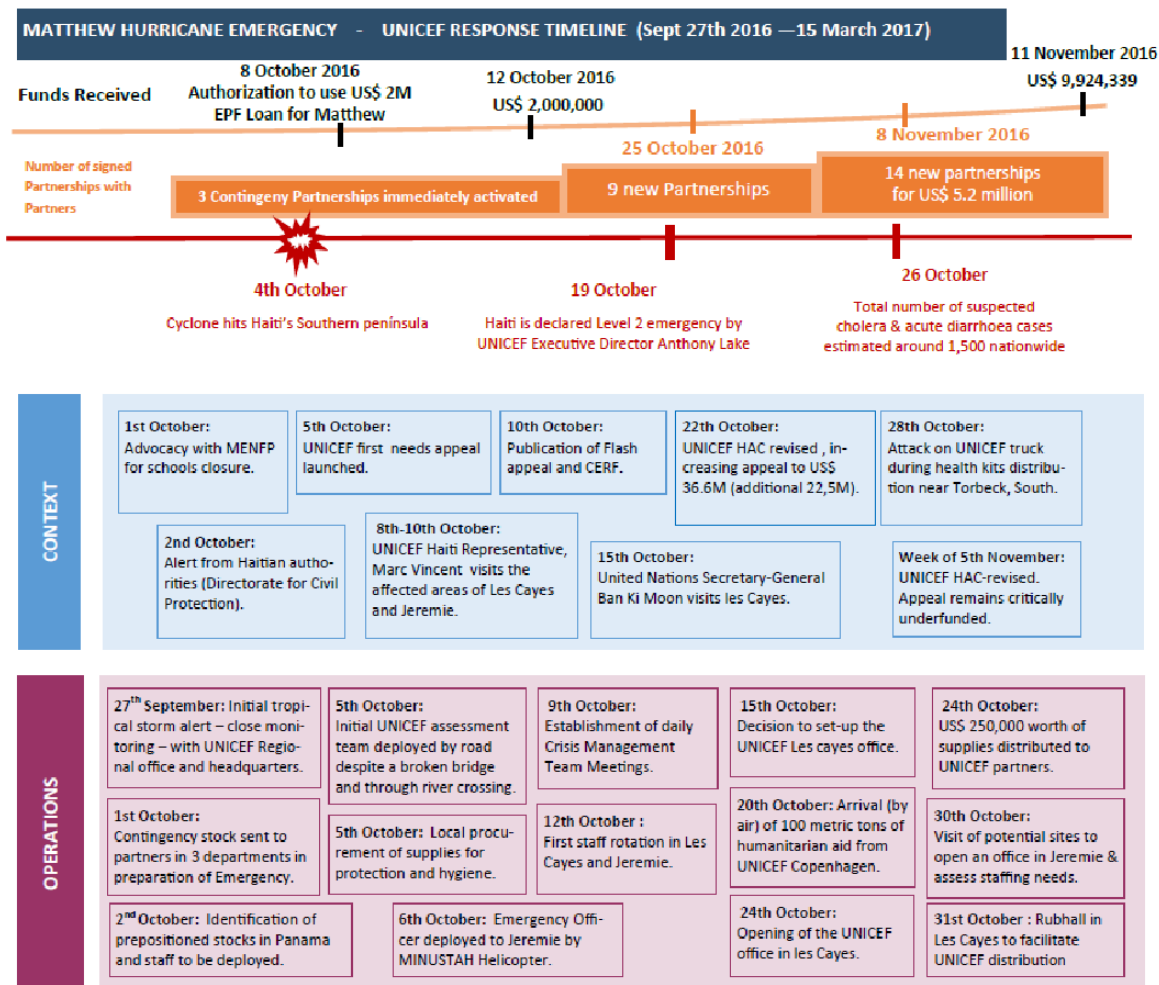 MATTHEW HURRICANE EMERGENCY - UNICEF RESPONSE TIMELINE (Sept 27th 2016 —15 March 2017)
11 November 2016
US$ 9,924,339
8 October 2016
Authorization to use US$ 2M
EPF Loan for Matthew
12 October 2016
US$ 2,000,000
Funds Received
25 October 2016
8 November 2016
Number of signed
Partnerships with
Partners
3 Contingeny Partnerships immediately activated
9 new Partnerships
14 new partnerships
for US$ 5.2 million
4th October
Cyclone hits Haiti's Southern península
19 October
Haiti is declared Level 2 emergency by
UNICEF Executive Director Anthony Lake
26 October
Total number of suspected
cholera & acute diarrhoea cases
estimated around 1,500 nationwide
CONTEXT
1st October:
Advocacy with MENFP
for schools closure.
5th October:
UNICEF first needs appeal
launched.
10th October:
Publication of Flash
appeal and CERF.
22th October:
UNICEF HAC revised , in-
creasing appeal to US$
36.6M (additional 22,5M).
28th October:
Attack on UNICEF truck
during health kits distribu-
tion near Torbeck, South.
2nd October:
Alert from Haitian autho-
rities (Directorate for Civil
Protection).
8th-10th October:
UNICEF Haiti Representative,
Marc Vincent visits the
affected areas of Les Cayes
and Jeremie.
15th October:
United Nations Secretary-General
Ban Ki Moon visits les Cayes.
Week of 5th November:
UNICEF HAC-revised.
Appeal remains critically
underfunded.
OPERATIONS
27th September: Initial tropi-
cal storm alert – close moni-
toring – with UNICEF Regio-
nal office and headquarters.
5th October:
Initial UNICEF assessment
team deployed by road
despite a broken bridge
and through river crossing.
9th October:
Establishment of daily
Crisis Management
Team Meetings.
15th October:
Decision to set-up the
UNICEF Les cayes office.
24th October:
US$ 250,000 worth of
supplies distributed to
UNICEF partners.
1st October:
Contingency stock sent to
partners in 3 departments in
preparation of Emergency.
5th October: Local procu-
rement of supplies for
protection and hygiene.
12th October :
First staff rotation in Les
Cayes and Jeremie.
20th October: Arrival (by
air) of 100 metric tons of
humanitarian aid from
UNICEF Copenhagen.
30th October:
Visit of potential sites to
open an office in Jeremie &
assess staffing needs.
2nd October: Identification of
prepositioned stocks in Panama
and staff to be deployed.
6th October: Emergency Offi-
cer deployed to Jeremie by
MINUSTAH Helicopter.
24th October:
Opening of the UNICEF
office in les Cayes.
31st October : Rubhall in
Les Cayes to facilitate
UNICEF distribution